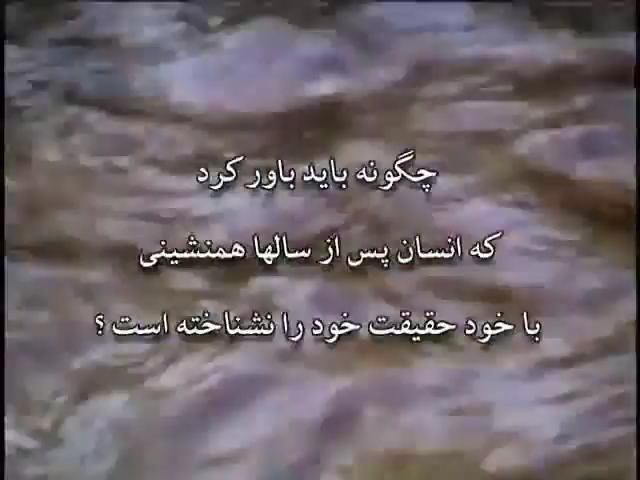 چگونه باید باور کرد
که انسان پس از سالها همنشینی
با خود حقیقت خود را نشناخته است ؟